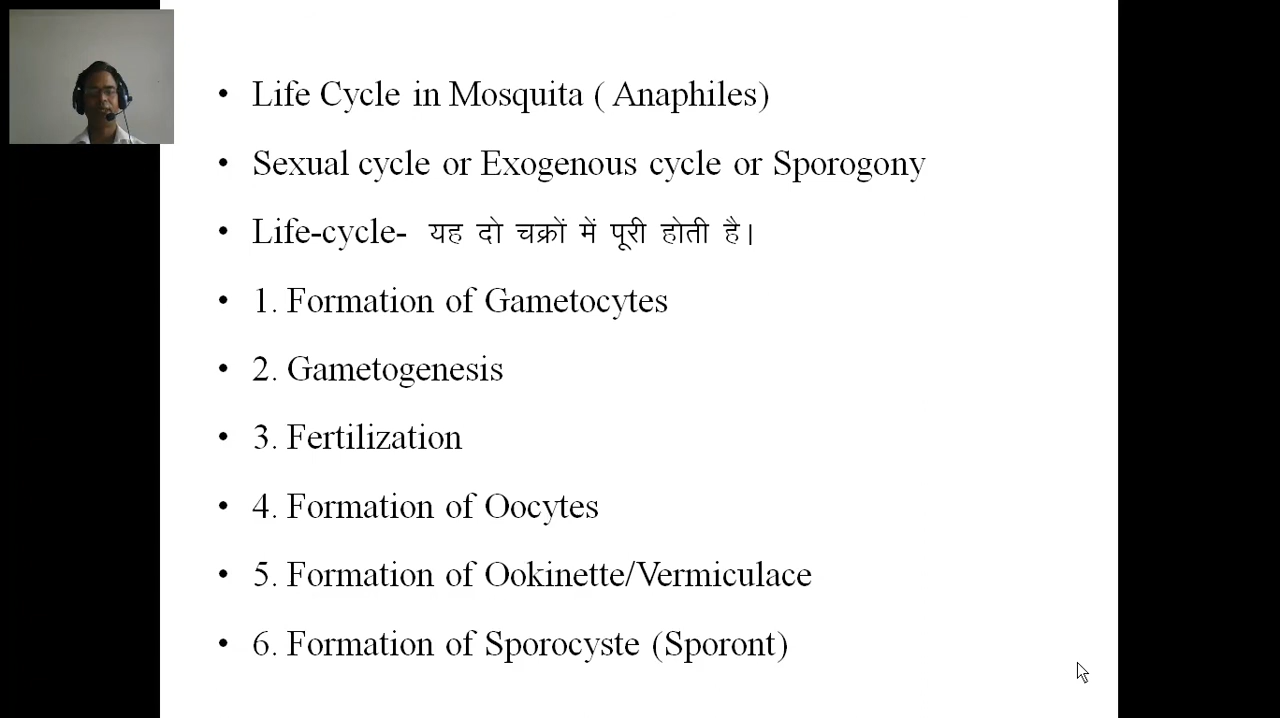 • Life Cycle in Mosquita ( Anaphiles)
• Sexual cycle or Exogenous cycle or Sporogony
• Life-cycle- यह दो चक्रों में पूरी होती है।
• 1. Formation of Gametocytes
• 2. Gametogenesis
• 3. Fertilization
• 4. Formation of Oocytes
• 5. Formation of Ookinette/Vermiculace
• 6. Formation of Sporocyste (Sporont)